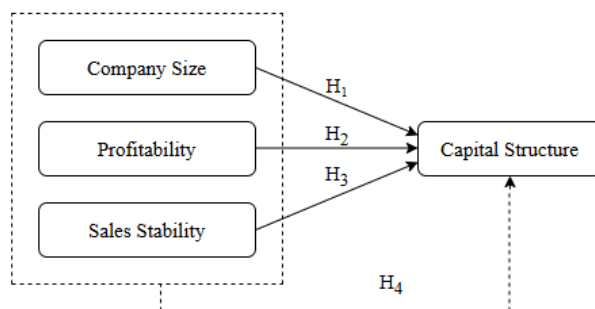 Company Size
H1
Profitability
H2
Capital Structure
H3
Sales Stability
H4